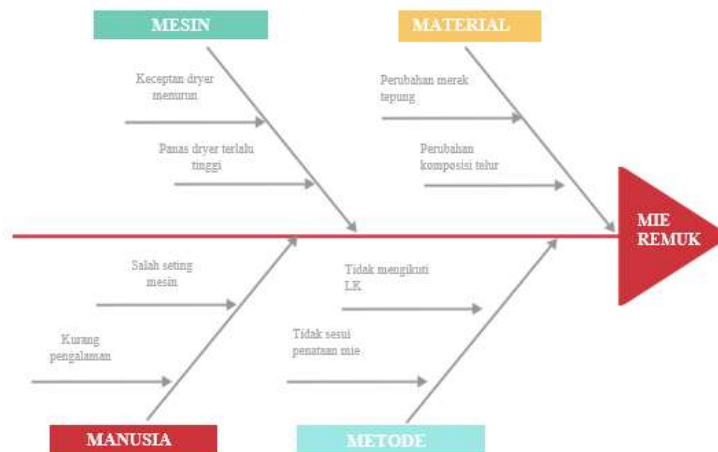 MESIN
MATERIAL
Keceptan dryer
menurun
Perubahan merek
tepung
Panas dryer terlalu
tinggi
Perubahan
komposisi telur
MIE
REMUK
Salah seting
mesin
Tidak mengikuti
LK
Kurang
pengalaman
Tidak sesui
penataan mie
MANUSIA
METODE